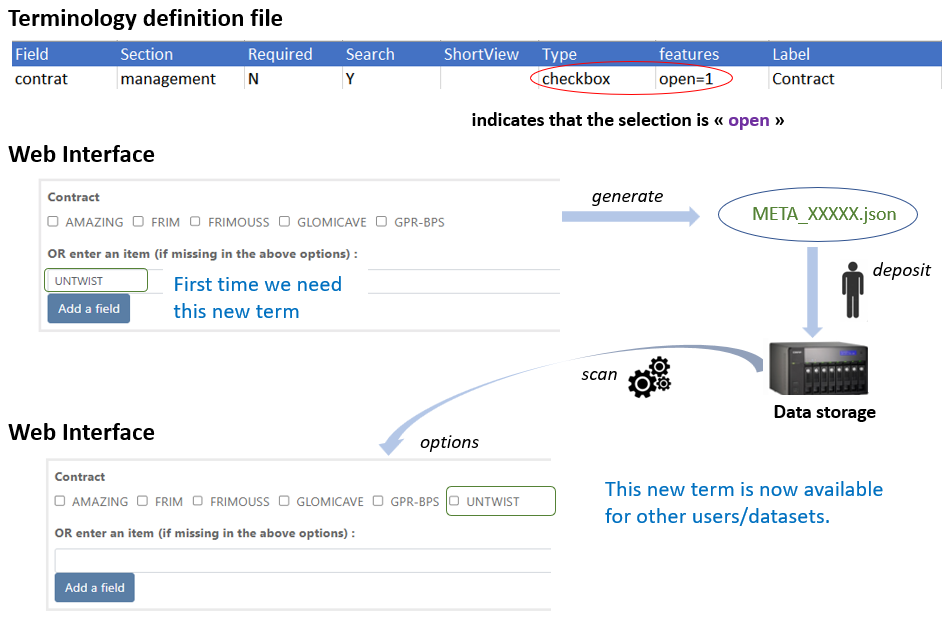 Terminology definition file
Field Section Required Search ShortView Type features Label
contrat management N Y checkbox open=1 Contract
indicates that the selection is « open »
Web Interface
Contract
AMAZING FRIM FRIMOUSS GLOMICAVE GPR-BPS
OR enter an item (if missing in the above options) :
UNTWIST
Add a field
First time we need
this new term
generate
META_XXXXX.json
deposit
Data storage
scan
options
Web Interface
Contract
AMAZING FRIM FRIMOUSS GLOMICAVE GPR-BPS UNTWIST
OR enter an item (if missing in the above options) :
Add a field
This new term is now available
for other users/datasets.